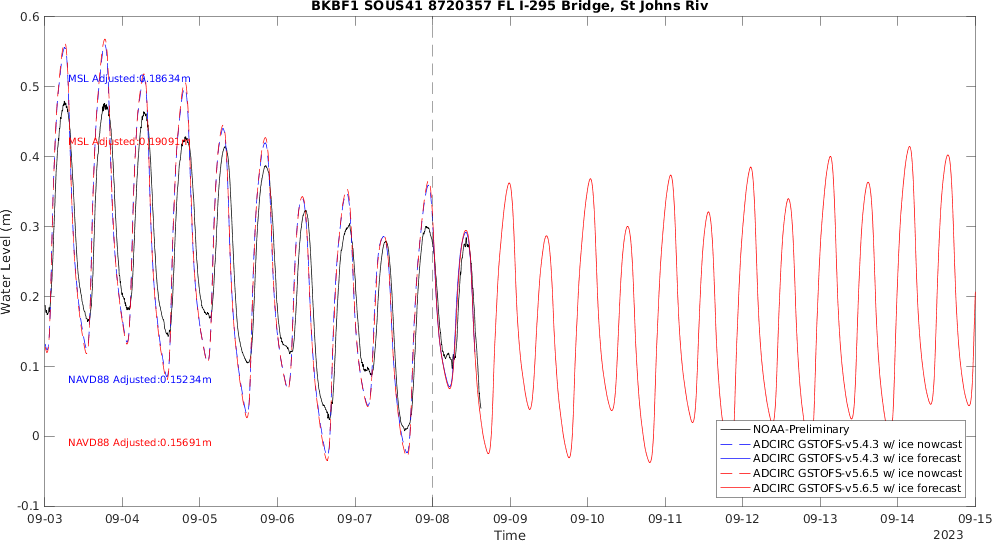 BKBF1 SOUS41 8720357 FL I-295 Bridge, St Johns Riv
0.6
0.5
0.4
0.3
0.2
0.1
0
-0.1
Water Level (m)
MSL Adjusted:0.18634m
MSL Adjusted:0.19091
NAVD88 Adjusted:0.15234m
NAVD88 Adjusted:0.15691m
NOAA-Preliminary
ADCIRC GSTOFS-v5.4.3 w/ ice nowcast
ADCIRC GSTOFS-v5.4.3 w/ ice forecast
ADCIRC GSTOFS-v5.6.5 w/ ice nowcast
ADCIRC GSTOFS-v5.6.5 w/ ice forecast
09-03 09-04 09-05 09-06 09-07 09-08 09-09 09-10 09-11 09-12 09-13 09-14 09-15
Time
2023